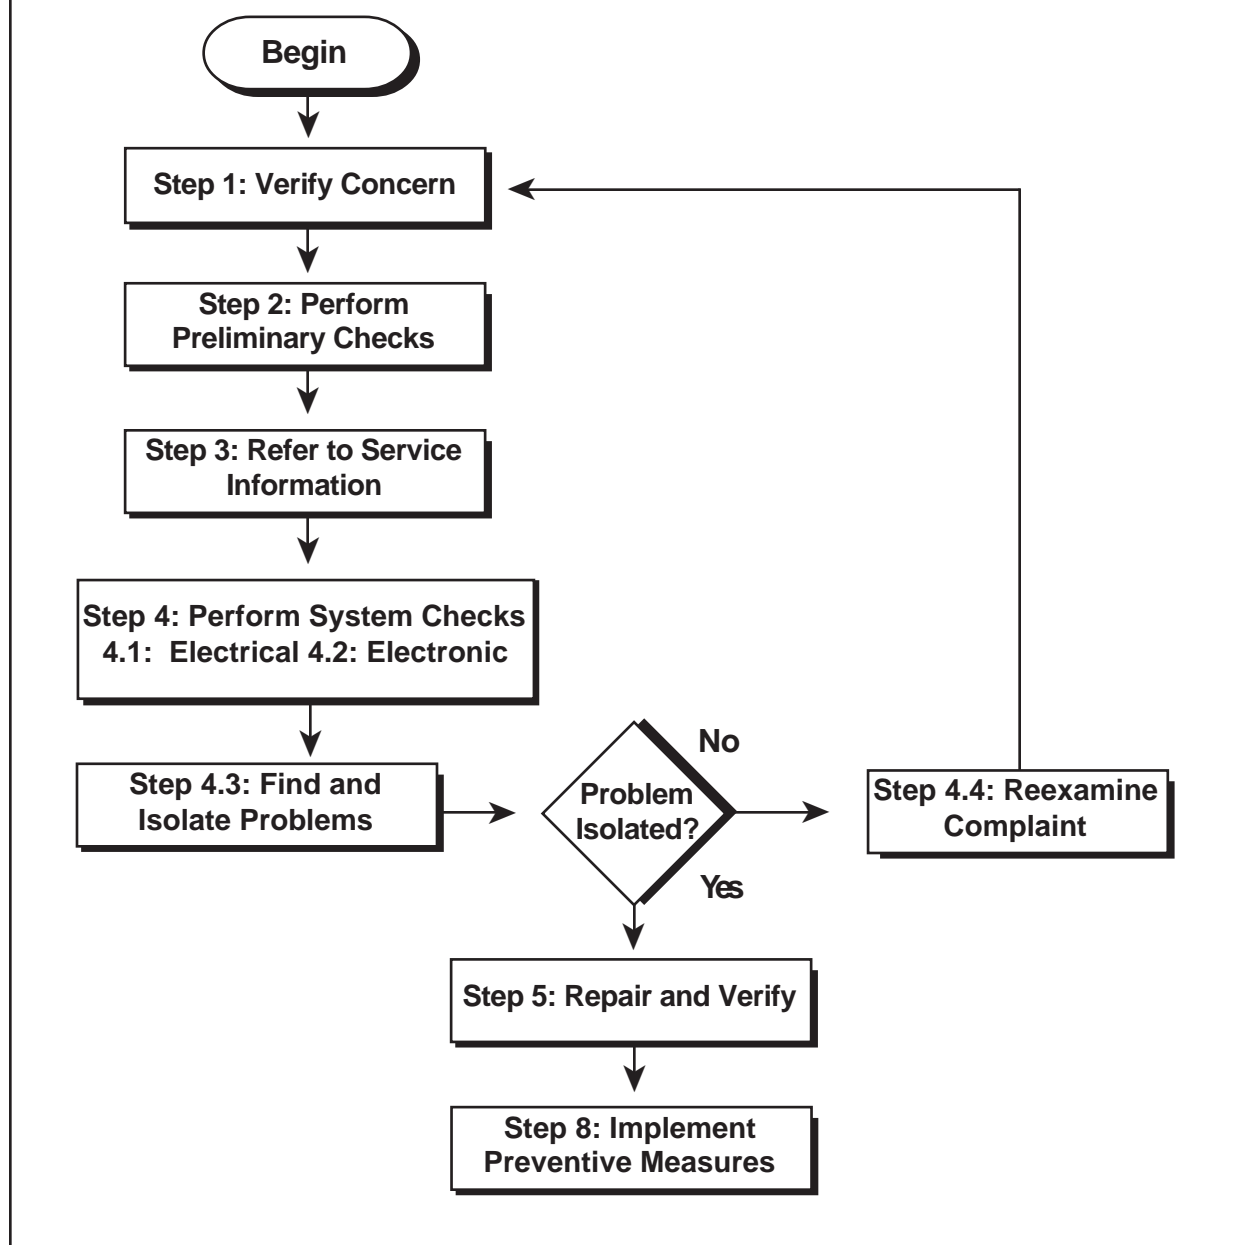 Begin
Step 1: Verify Concern
Step 2: Perform
Preliminary Checks
Step 3: Refer to Service
Information
Step 4: Perform System Checks
4.1: Electrical 4.2: Electronic
Step 4.3: Find and
Isolate Problems
Problem
Isolated?
No
Yes
Step 4.4: Reexamine
Complaint
Step 5: Repair and Verify
Step 8: Implement
Preventive Measures